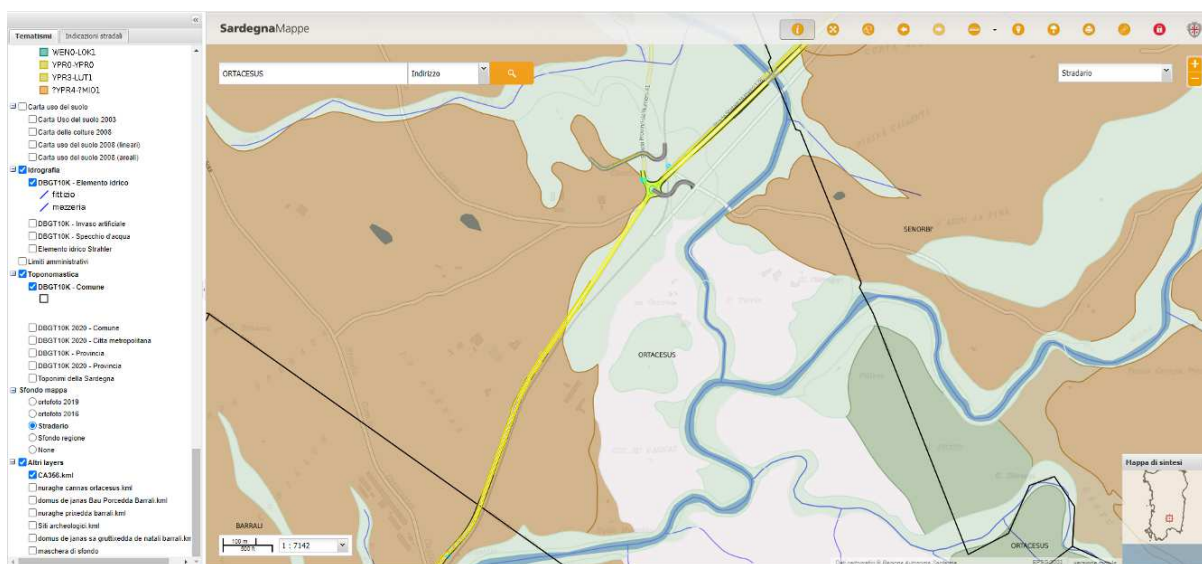 «
SardegnaMappe
Tematismi
Indicazioni stradali
WENO-LOK1
YPR0-YPR0
YPR3-LUT1
?YPR4-?MIO1
Carta uso del suolo
Carta Uso del suolo 2003
Carta delle colture 2008
Carta uso del suolo 2008 (lineari)
Carta uso del suolo 2008 (areali)
Idrografia
DBGT10K - Elemento idrico
fittizio
mezzeria
DBGT10K - Invaso artificiale
DBGT10K - Specchio d'acqua
Elemento idrico Strahler
Limiti amministrativi
Toponomastica
DBGT10K - Comune
DBGT10K 2020 - Comune
DBGT10K 2020 - Citta metropolitana
DBGT10K - Provincia
DBGT10K 2020 - Provincia
Toponimi della Sardegna
Sfondo mappa
ortofoto 2019
ortofoto 2016
Stradario
Sfondo regione
None
Altri layers
CA366.kml
nuraghe cannas ortacesus.kml
domus de janas Bau Porcedda Barrali.kml
nuraghe prixedda barrali.kml
Siti archeologici.kml
domus de janas sa gruttixedda de natali barrali.km
maschera di sfondo
ORTACESUS
Indirizzo
Stradario
SENORBI'
ORTACESUS
BARRALI
ORTACESUS
100 m
500 ft
1 : 7142
Mappa di sintesi